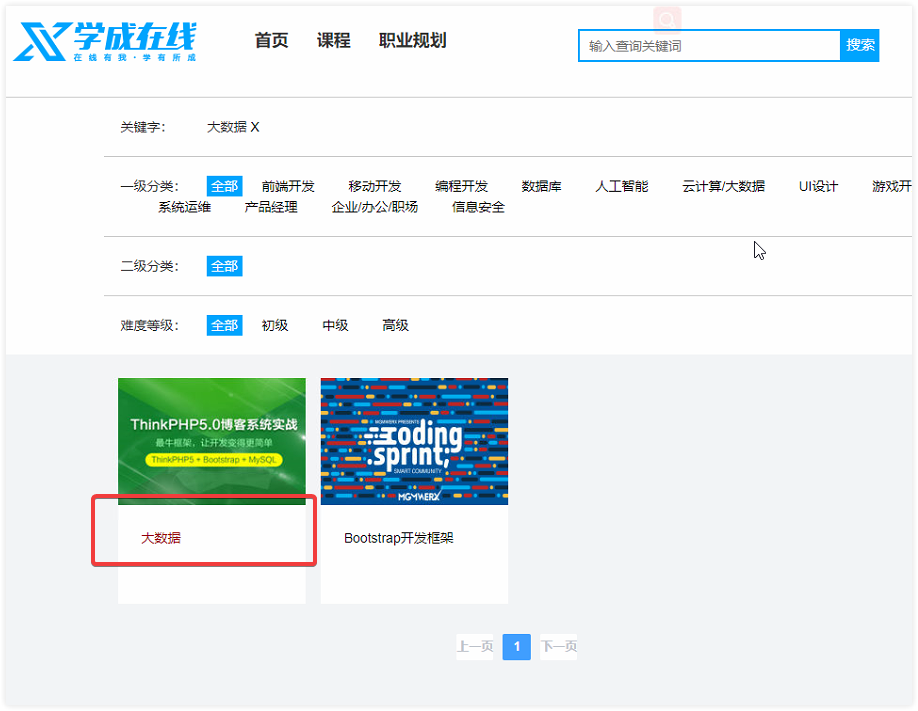 学成在线
在线有我·学有所成
首页 课程 职业规划
输入查询关键词 搜索
关键字： 大数据 X
一级分类： 全部 前端开发 移动开发 编程开发 数据库 人工智能 云计算/大数据 UI设计 游戏开
系统运维 产品经理 企业/办公/职场 信息安全
二级分类： 全部
难度等级： 全部 初级 中级 高级
ThinkPHP5.0博客系统实战
最牛框架，让开发变得更简单
ThinkPHP5 + Bootstrap + MySQL
MGMWERX PRESENTS
coding
sprint;
SMART COMMUNITY
MGMWERX
大数据
Bootstrap开发框架
上一页 1 下一页